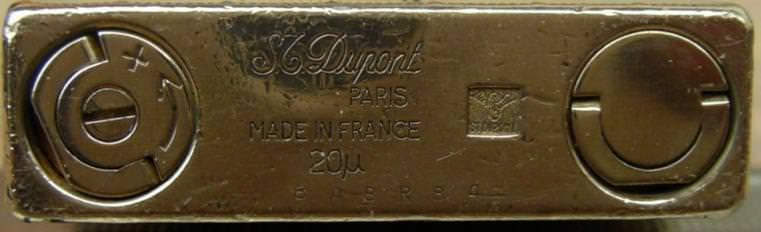 S.T. Dupont
PARIS
MADE IN FRANCE
20µ
+